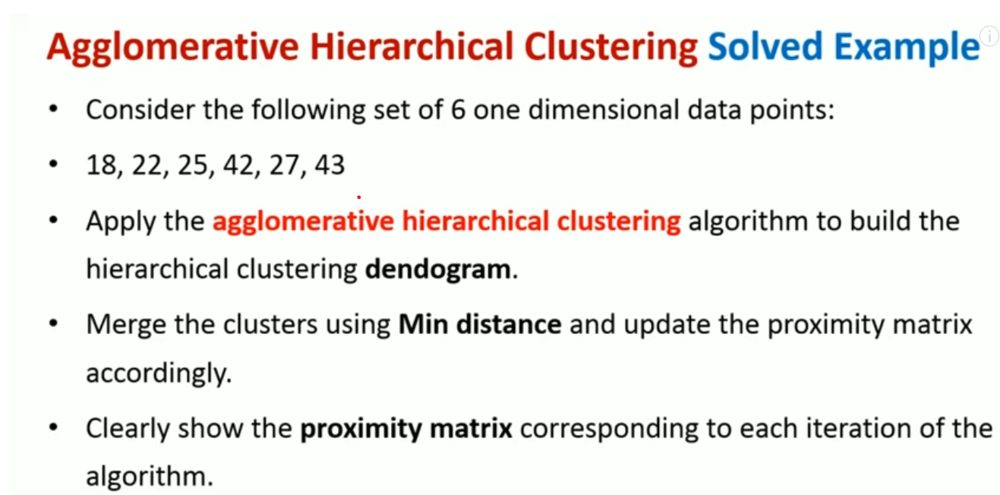 Agglomerative Hierarchical Clustering Solved Example
• Consider the following set of 6 one dimensional data points:
• 18, 22, 25, 42, 27, 43
• Apply the agglomerative hierarchical clustering algorithm to build the
hierarchical clustering dendogram.
• Merge the clusters using Min distance and update the proximity matrix
accordingly.
• Clearly show the proximity matrix corresponding to each iteration of the
algorithm.